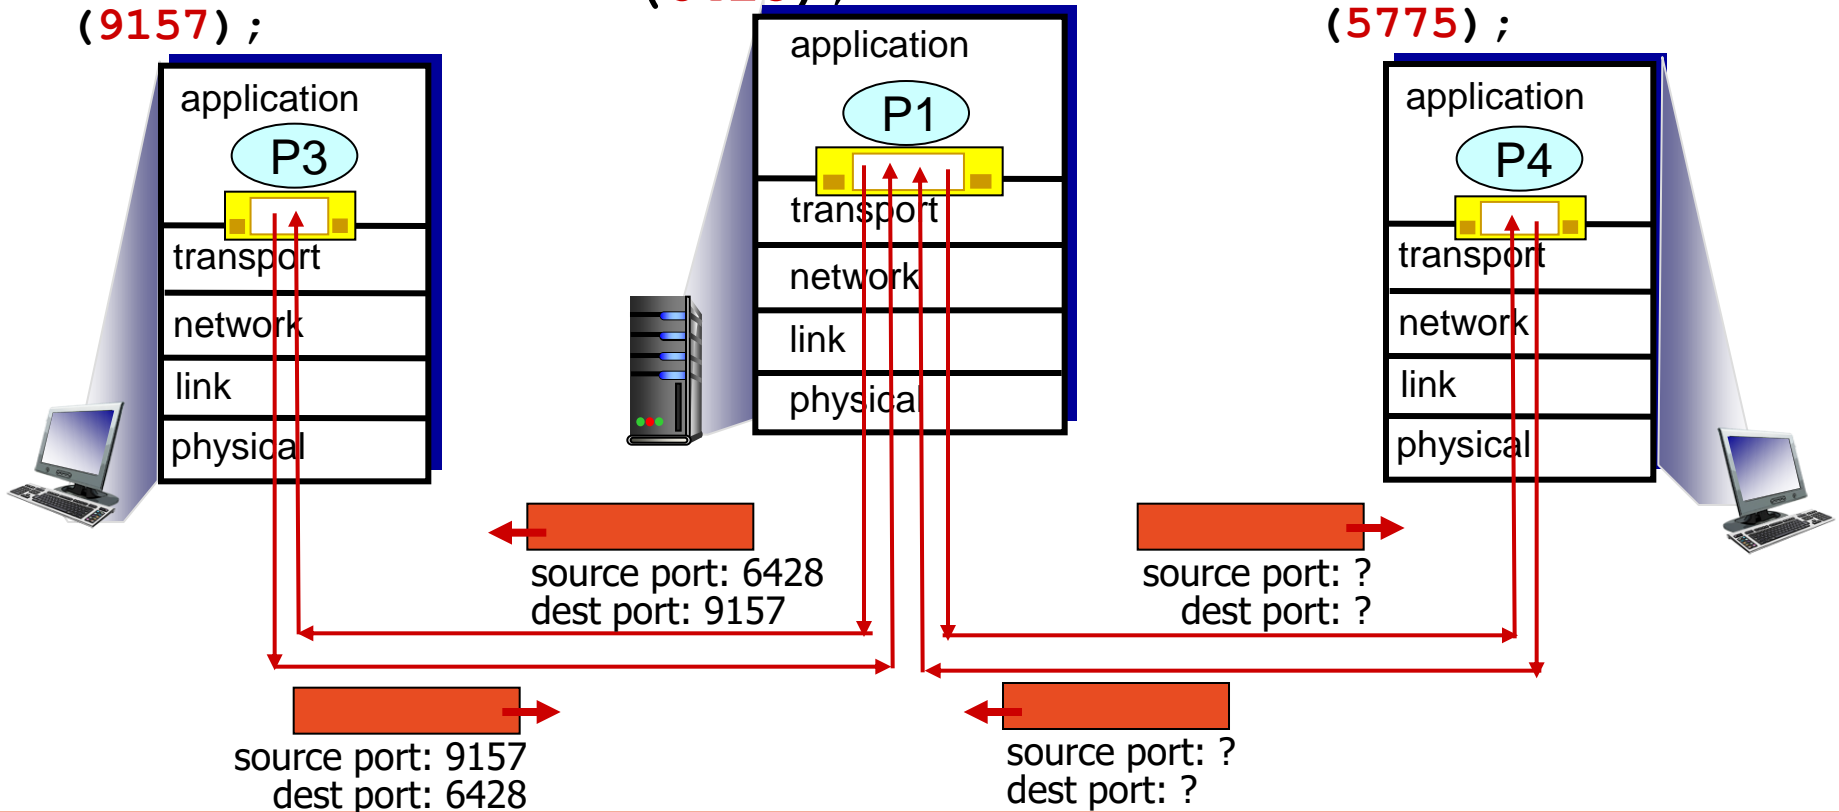 (9157);
(5775);
application
P3
transport
network
link
physical
application
P1
transport
network
link
physical
application
P4
transport
network
link
physical
source port: 6428
dest port: 9157
source port: ?
dest port: ?
source port: 9157
dest port: 6428
source port: ?
dest port: ?